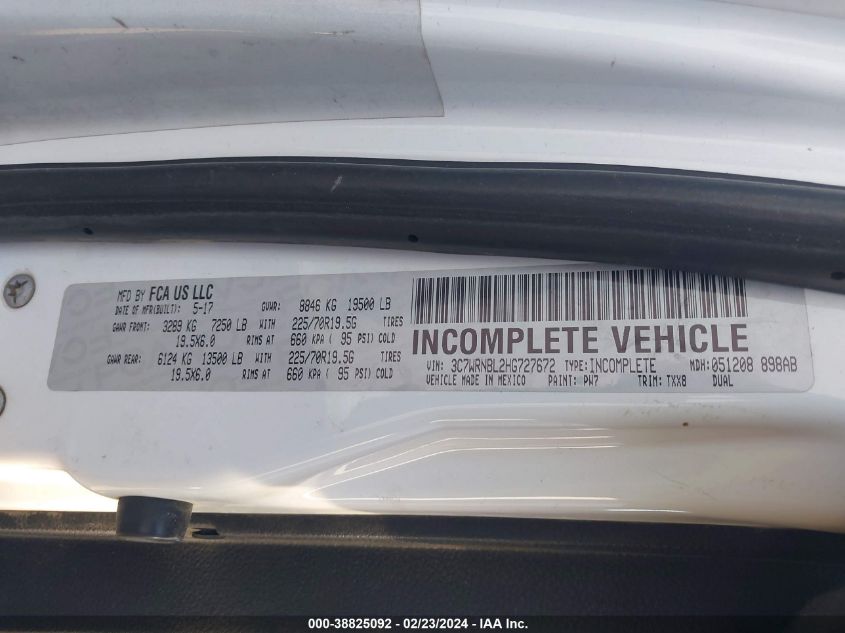 MFD BY FCA US LLC
DATE OF MFR(BUILT): 5-17 GVWR: 8846 KG 19500 LB
GAWR FRONT: 3289 KG 7250 LB WITH 225/70R19.5G TIRES
19.5X6.0 RIMS AT 660 KPA ( 95 PSI) COLD
GAWR REAR: 6124 KG 13500 LB WITH 225/70R19.5G TIRES
19.5X6.0 RIMS AT 660 KPA ( 95 PSI) COLD
INCOMPLETE VEHICLE
VIN: 3C7WRNBL2HG727672 TYPE: INCOMPLETE MDH: 051208 898AB
VEHICLE MADE IN MEXICO PAINT: PW7 TRIM: TXX8 DUAL
000-38825092 - 02/23/2024 - IAA Inc.